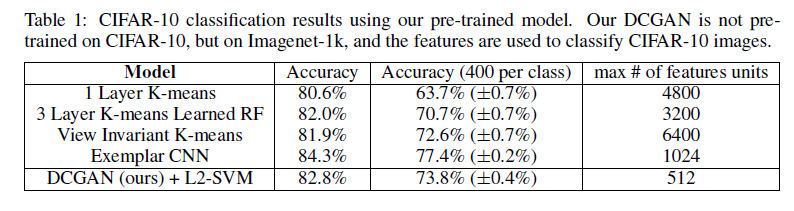 Table 1: CIFAR-10 classification results using our pre-trained model. Our DCGAN is not pre-
trained on CIFAR-10, but on Imagenet-1k, and the features are used to classify CIFAR-10 images.
Model Accuracy Accuracy (400 per class) max # of features units
1 Layer K-means 80.6% 63.7% (±0.7%) 4800
3 Layer K-means Learned RF 82.0% 70.7% (±0.7%) 3200
View Invariant K-means 81.9% 72.6% (±0.7%) 6400
Exemplar CNN 84.3% 77.4% (±0.2%) 1024
DCGAN (ours) + L2-SVM 82.8% 73.8% (±0.4%) 512